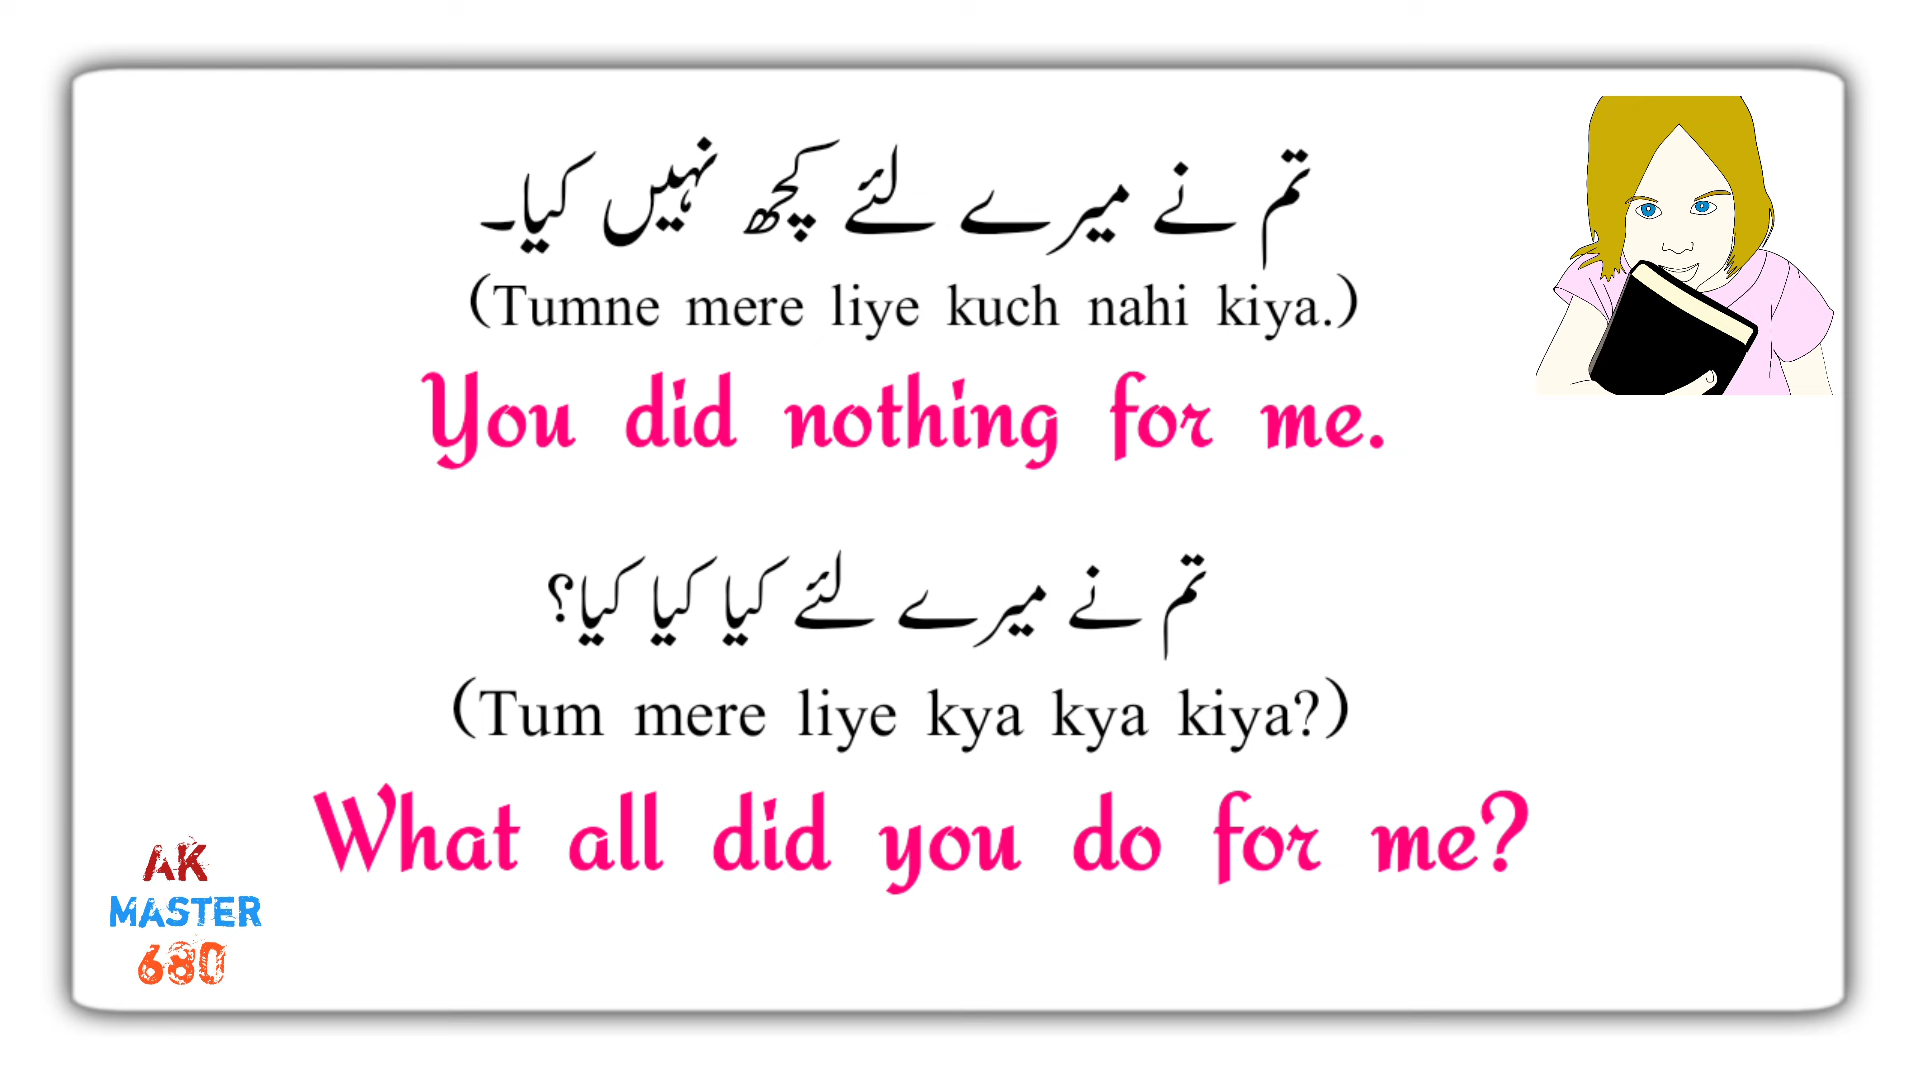 تم نے میرے لئے کچھ نہیں کیا۔
(Tumne mere liye kuch nahi kiya.)
You did nothing for me.
تم نے میرے لئے کیا کیا کیا؟
(Tum mere liye kya kya kiya?)
What all did you do for me?
AK
MASTER
680